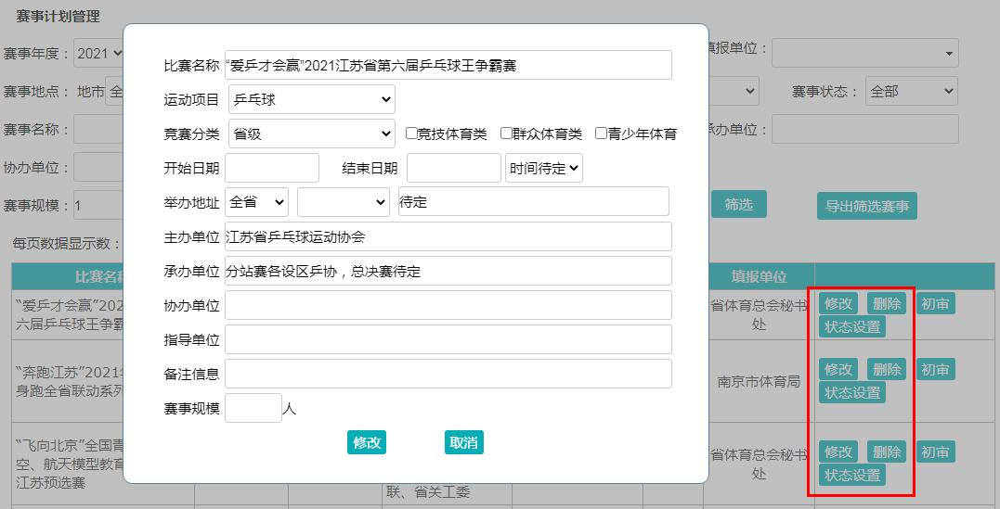 赛事计划管理
赛事年度： 2021
填报单位：
赛事地点： 地市 全
赛事状态： 全部
赛事名称：
承办单位：
协办单位：
赛事规模： 1
筛选
导出筛选赛事
每页数据显示数：
比赛名称 “爱乒才会赢”2021江苏省第六届乒乓球王争霸赛
运动项目 乒乓球
竞赛分类 省级 竞技体育类 群众体育类 青少年体育
开始日期 结束日期 时间待定
举办地址 全省 待定
主办单位 江苏省乒乓球运动协会
承办单位 分站赛各设区乒协，总决赛待定
协办单位
指导单位
备注信息
赛事规模 人
修改 取消
比赛名称 填报单位
“爱乒才会赢”202
六届乒乓球王争霸
省体育总会秘书
处
修改 删除 初审
状态设置
“奔跑江苏”2021
身跑全省联动系列
南京市体育局
修改 删除 初审
状态设置
“飞向北京”全国青
空、航天模型教育
江苏预选赛
联、省关工委
省体育总会秘书
处
修改 删除 初审
状态设置